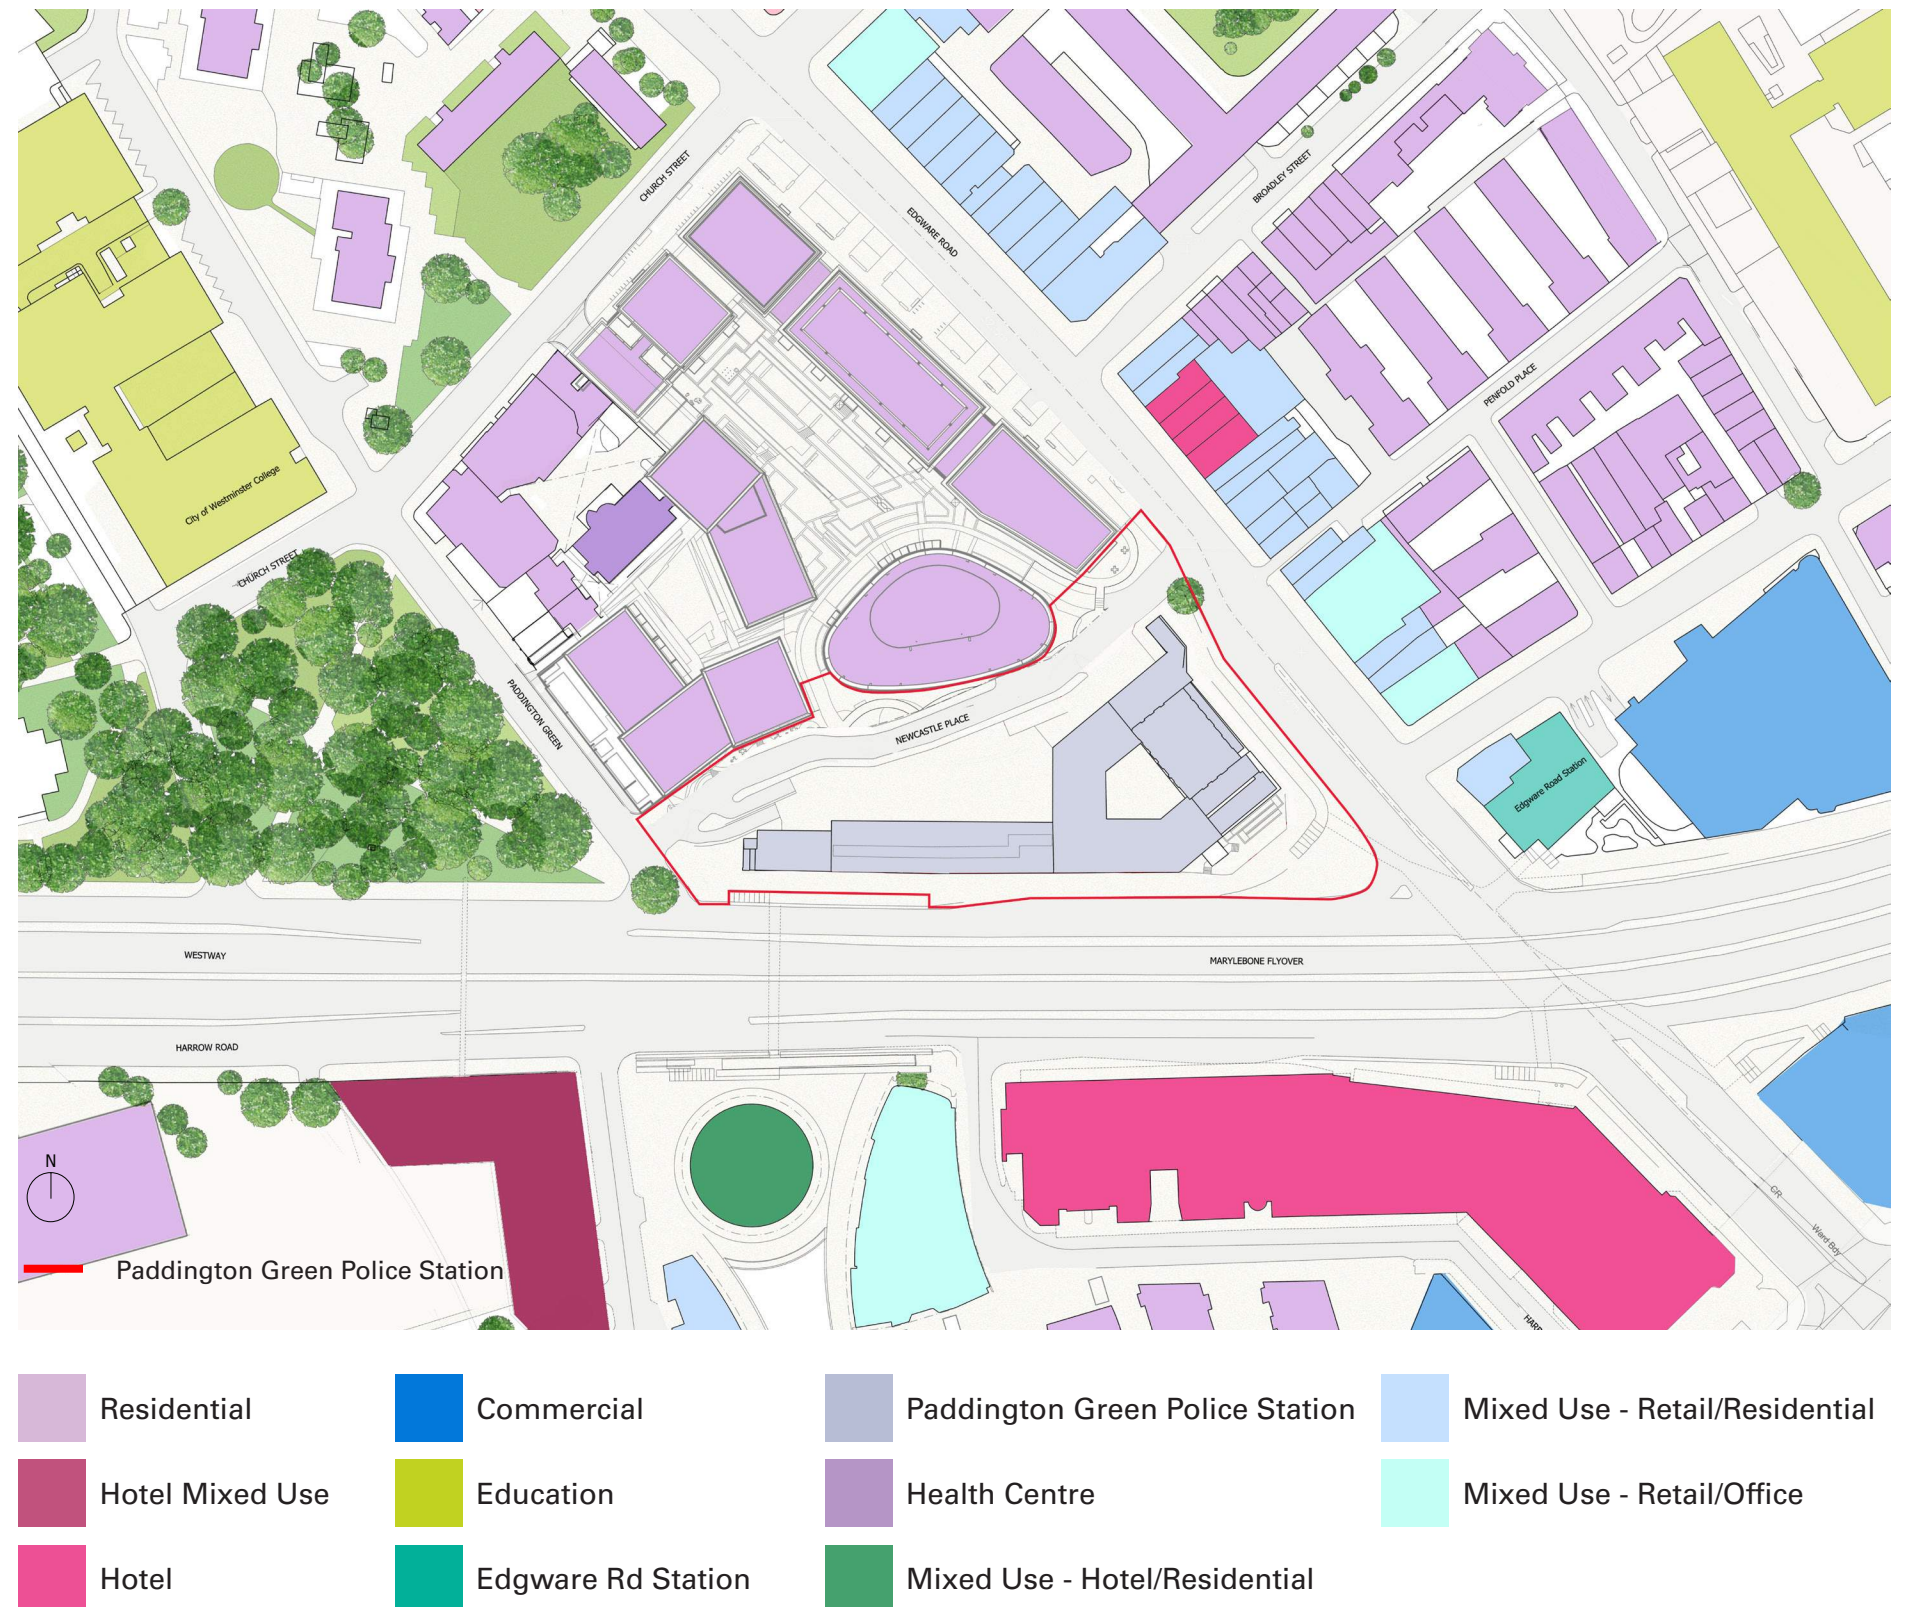 CHURCH STREET
EDGWARE ROAD
BROADLEY STREET
PENFOLD PLACE
City of Westminster College
CHURCH STREET
PADDINGTON GREEN
NEWCASTLE PLACE
Edgware Road Station
WESTWAY
MARYLEBONE FLYOVER
HARROW ROAD
N
CR
Ward Bdy
Paddington Green Police Station
Residential
Commercial
Paddington Green Police Station
Mixed Use - Retail/Residential
Hotel Mixed Use
Education
Health Centre
Mixed Use - Retail/Office
Hotel
Edgware Rd Station
Mixed Use - Hotel/Residential